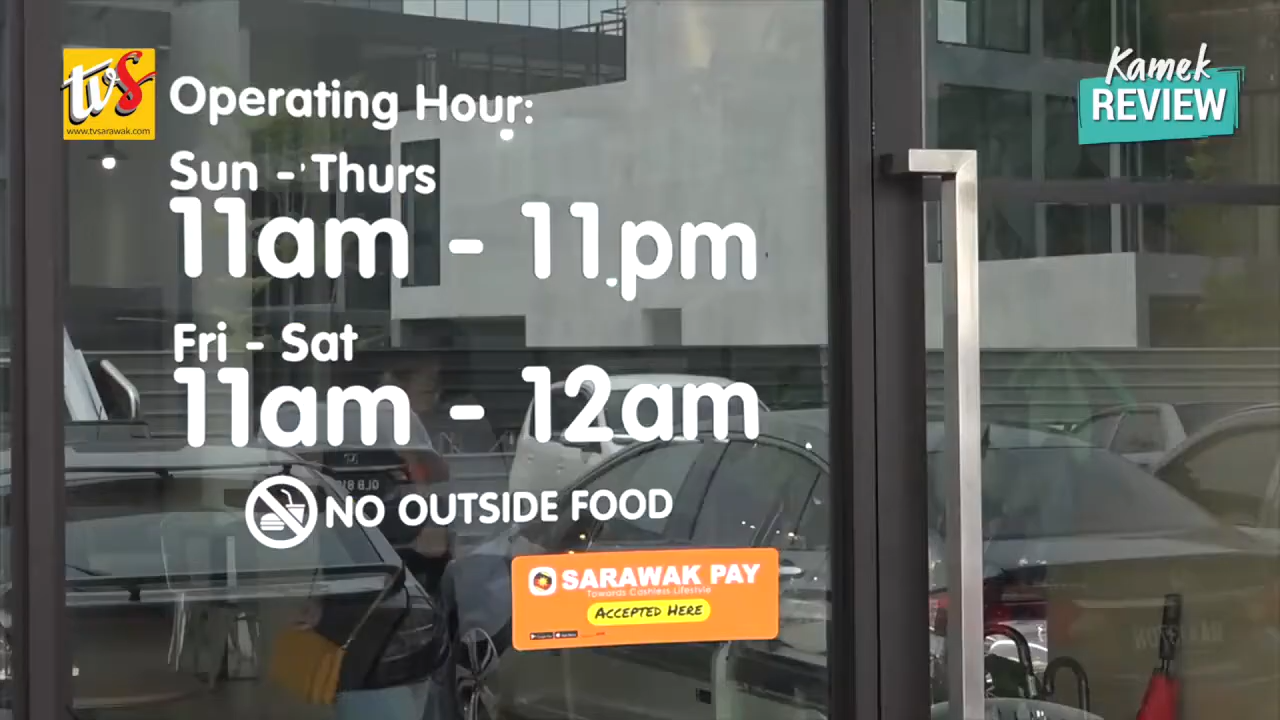 tvS
www.tvsarawak.com
Kamek
REVIEW
Operating Hour:
Sun - Thurs
11am - 11pm
Fri - Sat
11am - 12am
NO OUTSIDE FOOD
SARAWAK PAY
Towards Cashless Lifestyle
ACCEPTED HERE